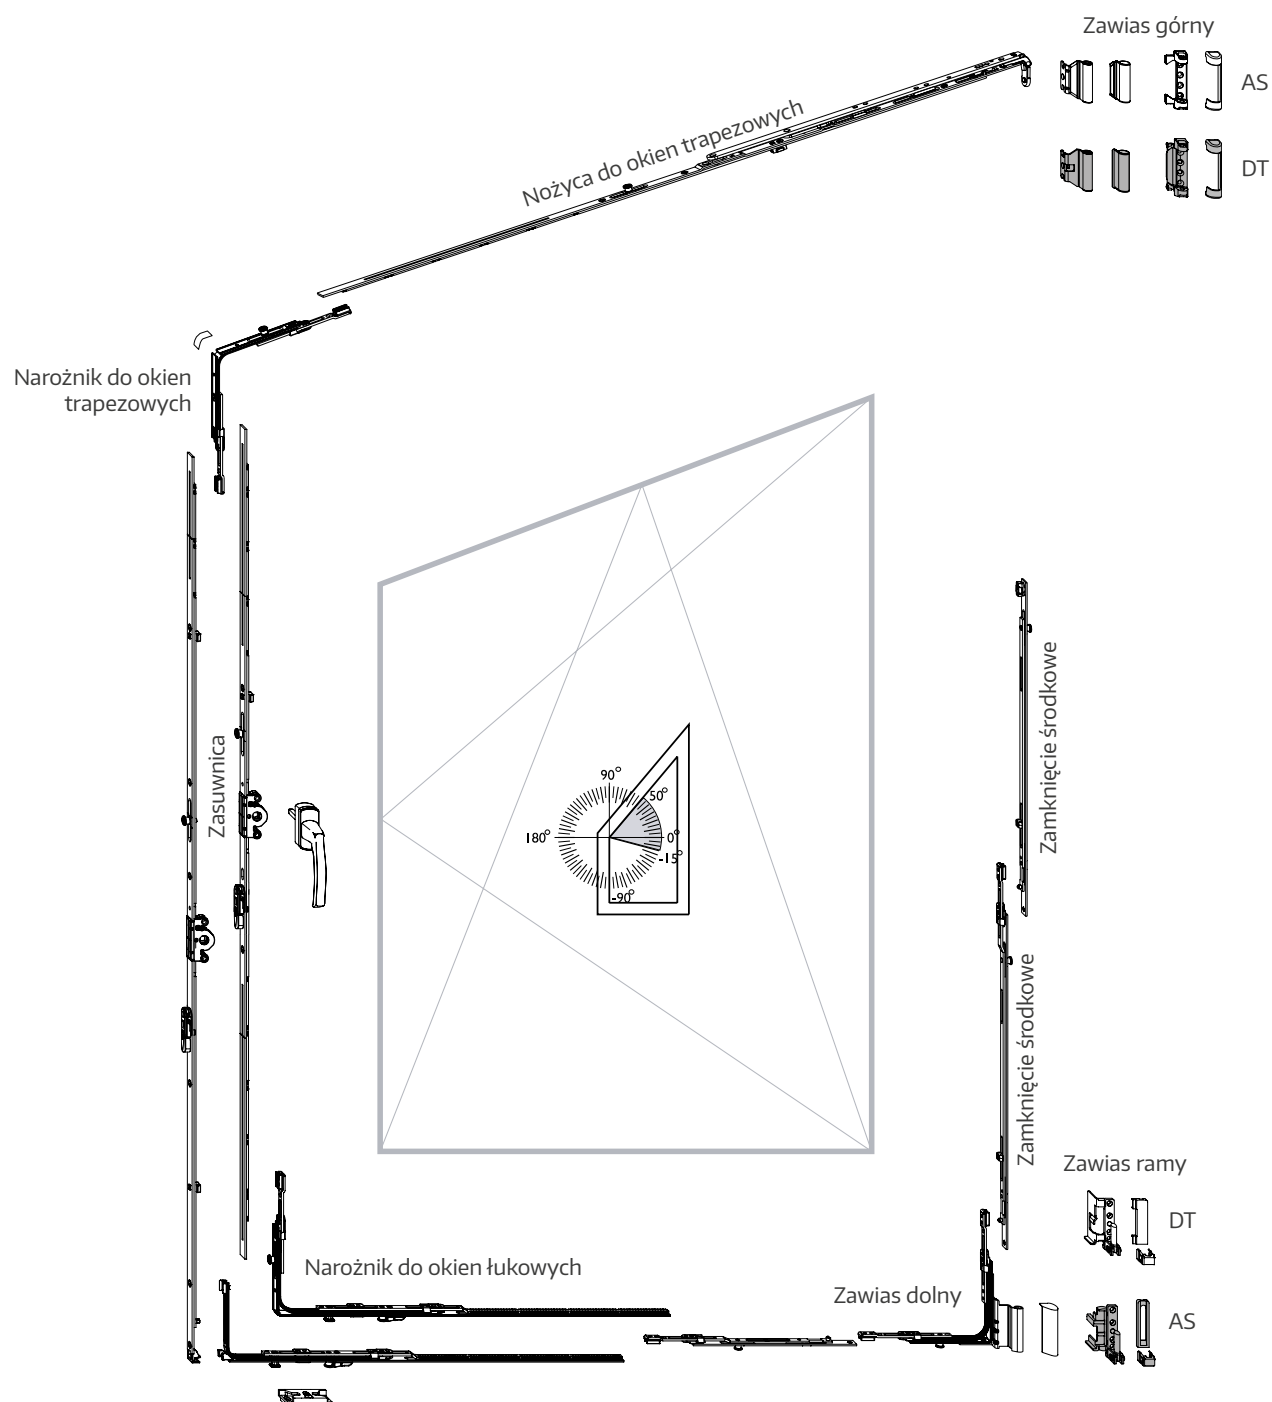 Zawias górny
AS
Nożyca do okien trapezowych
DT
Narożnik do okien
trapezowych
Zamknięcie środkowe
Zasuwnica
90°
50°
180°
0°
-15°
-90°
Zamknięcie środkowe
Zawias ramy
DT
Narożnik do okien łukowych
Zawias dolny
AS